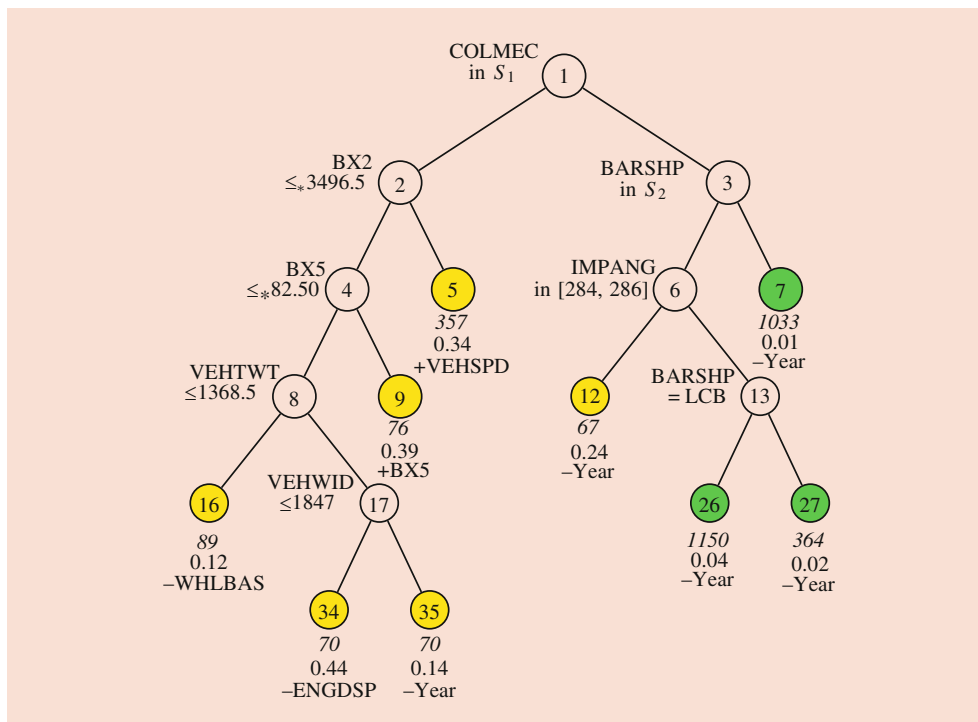 COLMEC
in S1
1
BX2
≤*3496.5
2
BARSHP
in S2
3
BX5
≤*82.50
4
5
357
0.34
+VEHSPD
IMPANG
in [284, 286]
6
7
1033
0.01
–Year
VEHTWT
≤1368.5
8
9
76
0.39
+BX5
12
67
0.24
–Year
BARSHP
= LCB
13
16
89
0.12
–WHLBAS
VEHWID
≤1847
17
26
1150
0.04
–Year
27
364
0.02
–Year
34
70
0.44
–ENGDSP
35
70
0.14
–Year